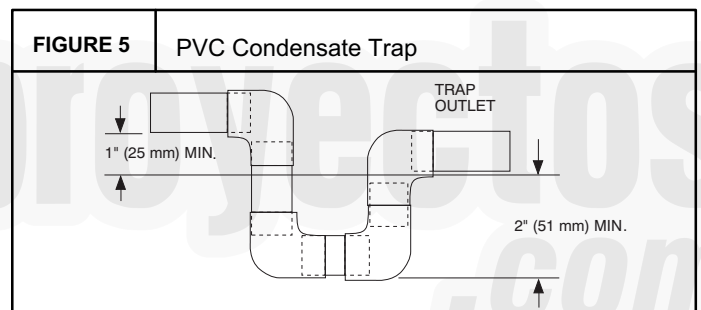 FIGURE 5 PVC Condensate Trap
TRAP
OUTLET
1" (25 mm) MIN.
2" (51 mm) MIN.
proyectos
.com